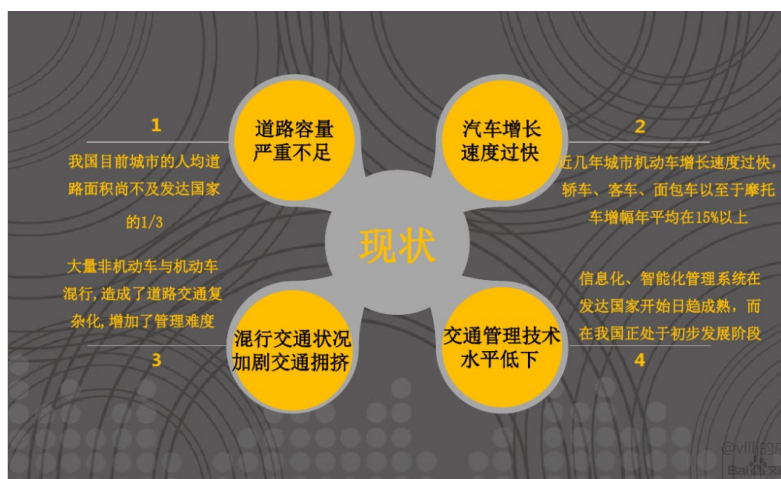 1
道路容量
严重不足
我国目前城市的人均道
路面积尚不及发达国家
的1/3
汽车增长
速度过快
2
近几年城市机动车增长速度过快,
轿车、客车、面包车以至于摩托
车增幅年平均在15%以上
现状
大量非机动车与机动车
混行,造成了道路交通复
杂化,增加了管理难度
3
混行交通状况
加剧交通拥挤
交通管理技术
水平低下
信息化、智能化管理系统在
发达国家开始日趋成熟，而
在我国正处于初步发展阶段
4